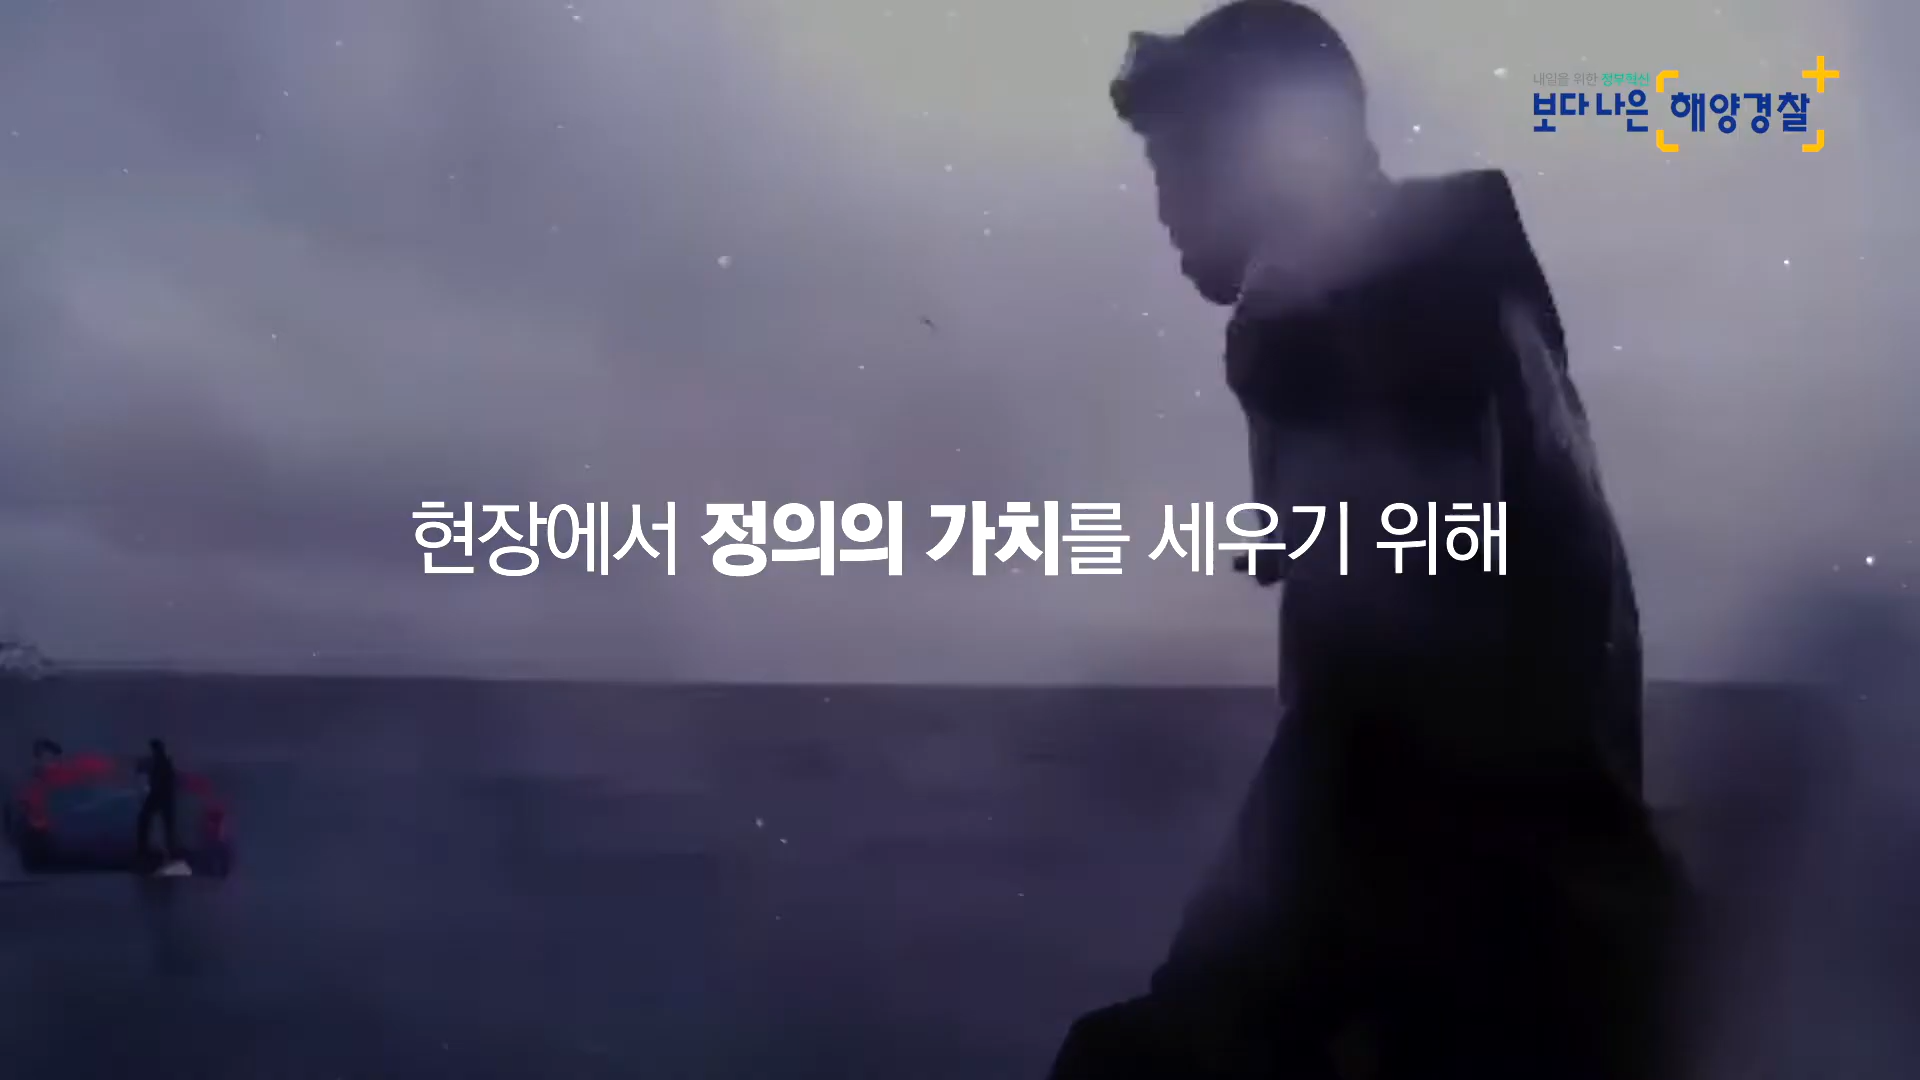 내일을 위한 정부혁신
보다 나은 해양경찰
현장에서 정의의 가치를 세우기 위해